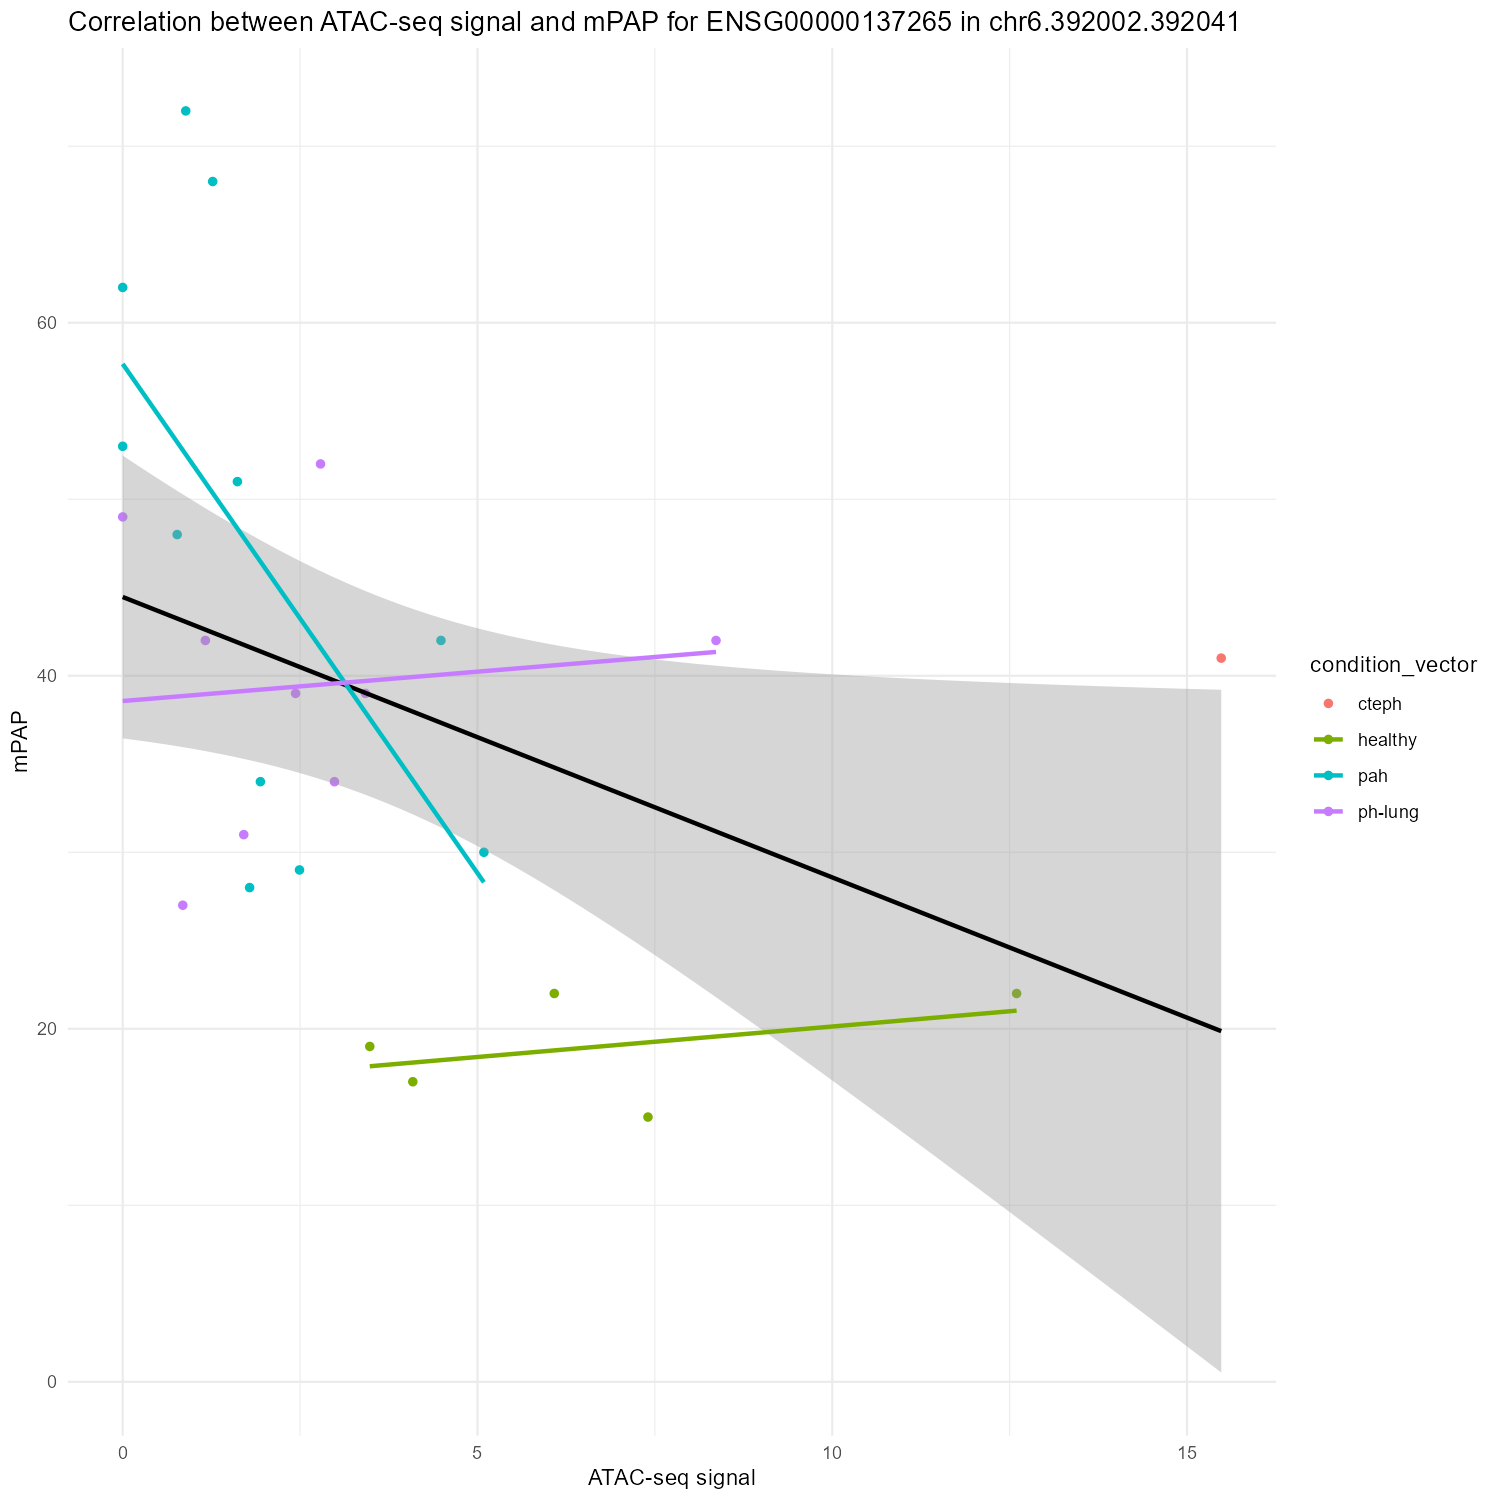 Correlation between ATAC-seq signal and mPAP for ENSG00000137265 in chr6.392002.392041
mPAP
60
40
20
0
0
5
10
15
ATAC-seq signal
condition_vector
cteph
healthy
pah
ph-lung